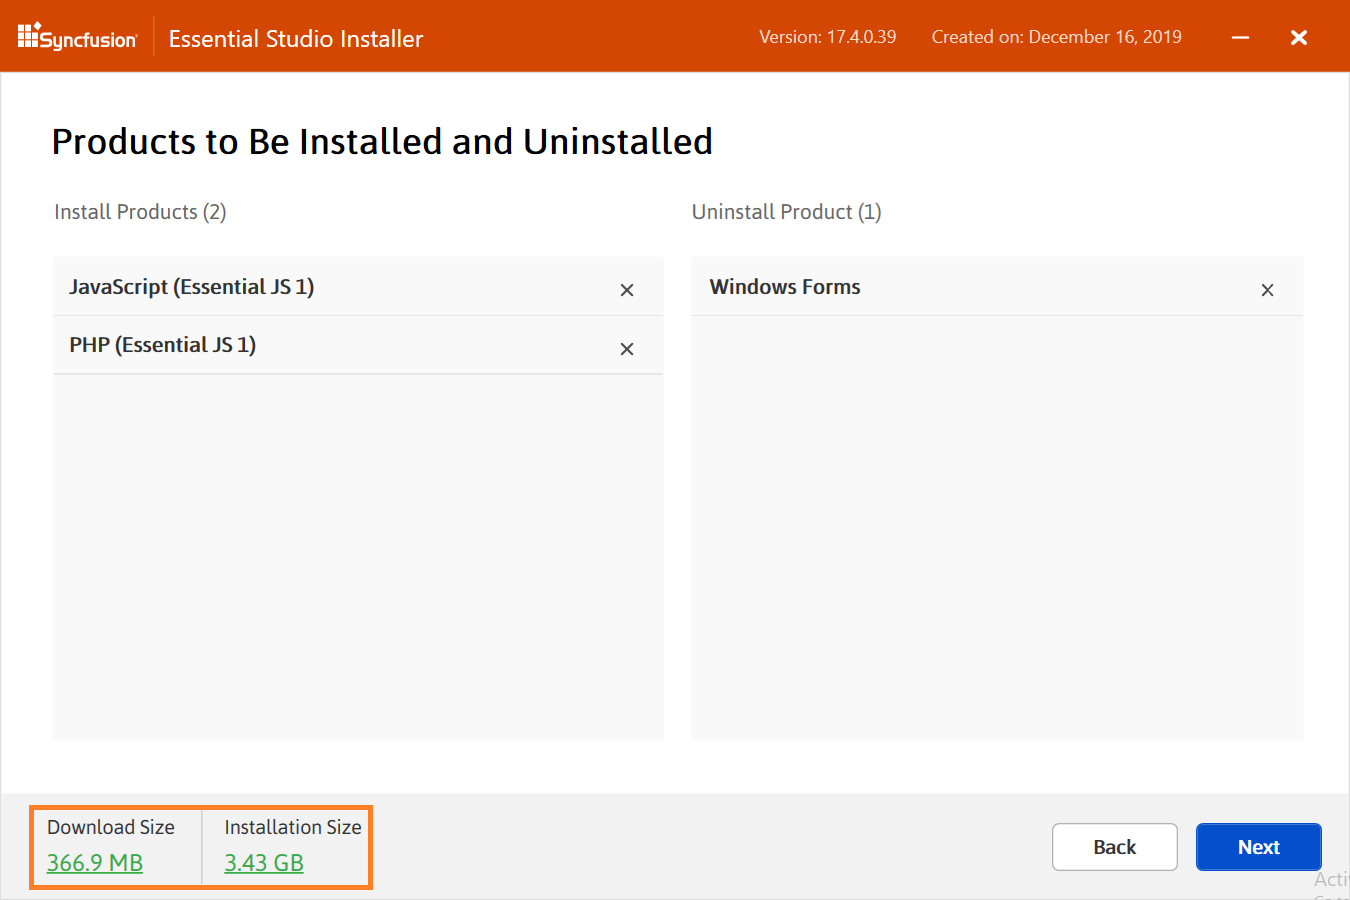 Syncfusion
Essential Studio Installer
Version: 17.4.0.39
Created on: December 16, 2019
Products to Be Installed and Uninstalled
Install Products (2)
Uninstall Product (1)
JavaScript (Essential JS 1)
Windows Forms
PHP (Essential JS 1)
Download Size
Installation Size
366.9 MB
3.43 GB
Back
Next
Acti